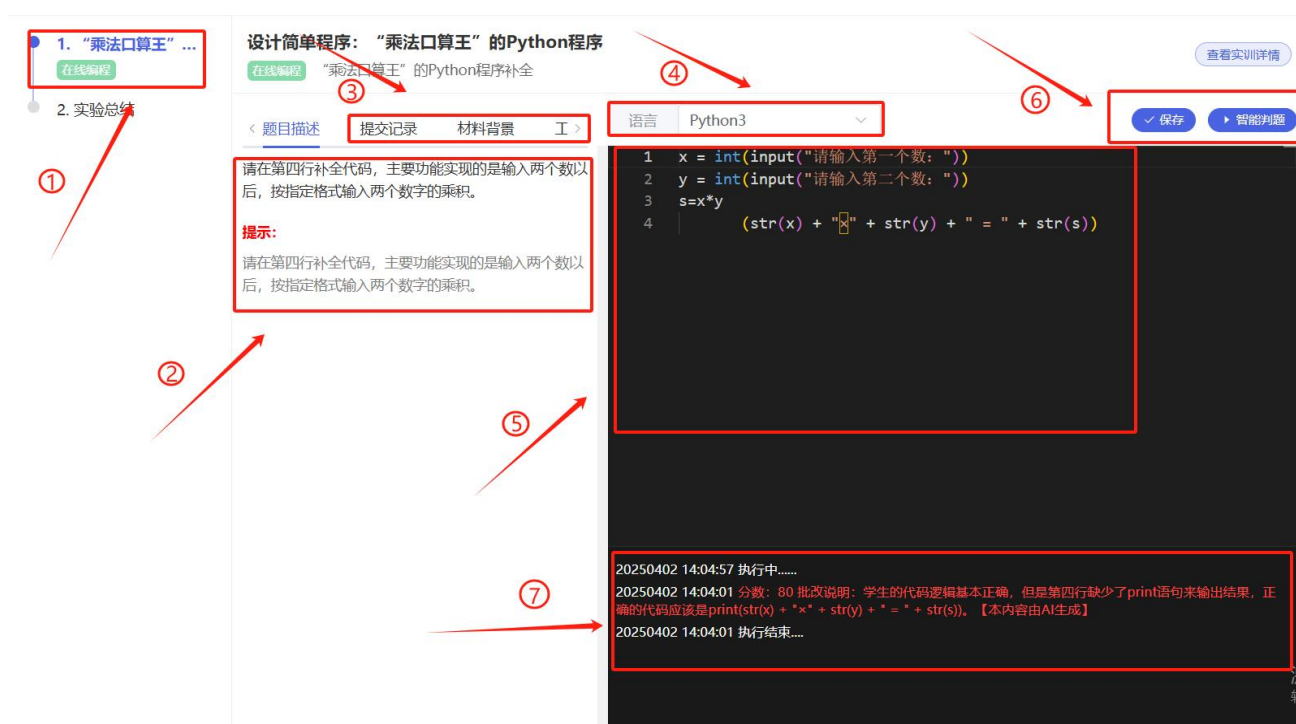 1. “乘法口算王” ...
在线编程
2. 实验总结
①
②
设计简单程序：“乘法口算王”的Python程序
在线编程 “乘法口算王”的Python程序补全
③
④
⑥
查看实训详情
< 题目描述 提交记录 材料背景 工 >
语言 Python3
保存 智能判题
请在第四行补全代码，主要功能实现的是输入两个数以
后，按指定格式输入两个数字的乘积。
提示：
请在第四行补全代码，主要功能实现的是输入两个数以
后，按指定格式输入两个数字的乘积。
1 x = int(input("请输入第一个数："))
2 y = int(input("请输入第二个数："))
3 s=x*y
4 (str(x) + "×" + str(y) + " = " + str(s))
⑤
⑦
20250402 14:04:57 执行中......
20250402 14:04:01 分数：80 批改说明：学生的代码逻辑基本正确，但是第四行缺少了print语句来输出结果，正
确的代码应该是print(str(x) + "×" + str(y) + " = " + str(s))。【本内容由AI生成】
20250402 14:04:01 执行结束....